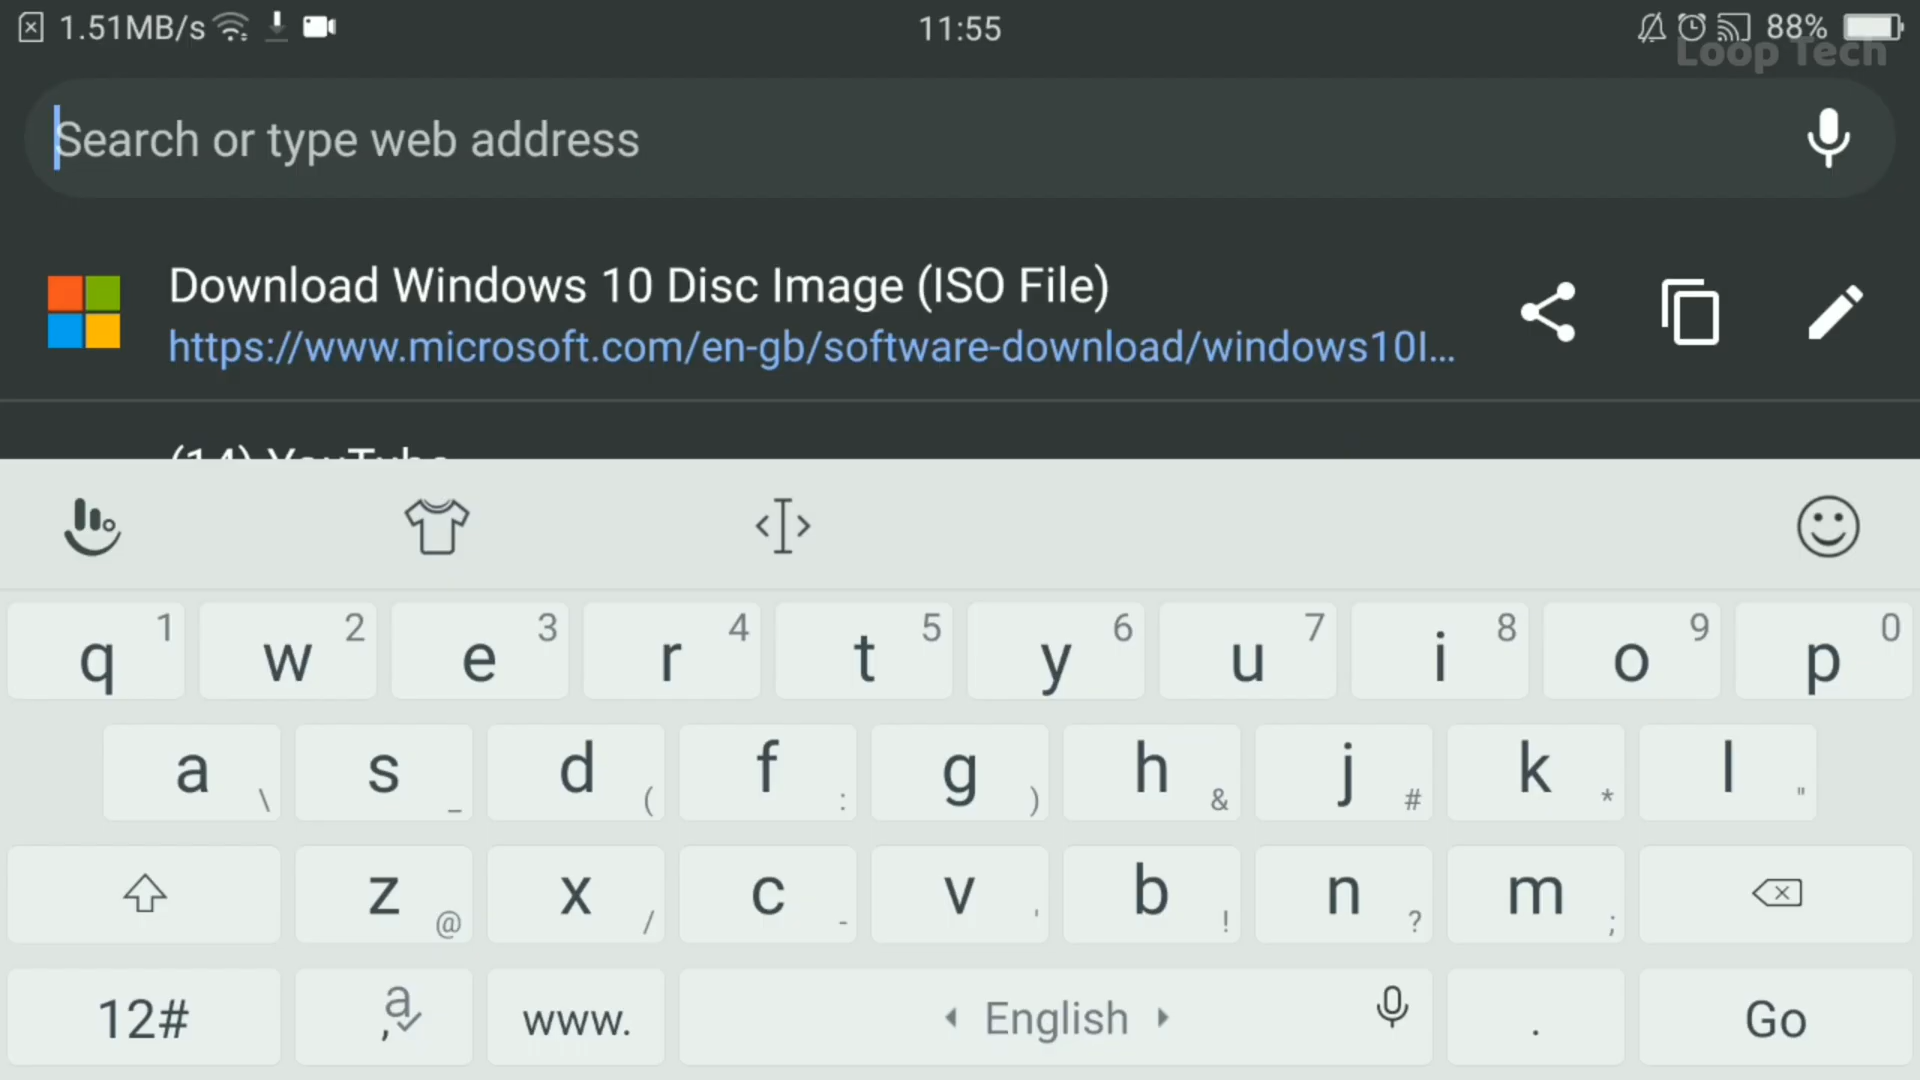 1.51MB/s
11:55
88%
Loop Tech
Search or type web address
Download Windows 10 Disc Image (ISO File)
https://www.microsoft.com/en-gb/software-download/windows10I...
(14) YouTube
q 1 w 2 e 3 r 4 t 5 y 6 u 7 i 8 o 9 p 0
a \ s _ d ( f : g ) h & j # k * l "
z @ x / c - v ' b ! n ? m ;
12# , a www. English . Go